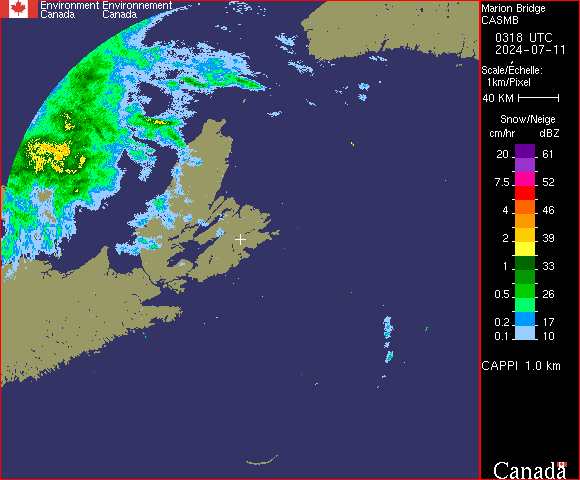 Environment Environnement
Canada Canada
Marion Bridge
CASMB
0318 UTC
2024-07-11
Scale/Echelle:
1km/Pixel
40 KM
Snow/Neige
cm/hr dBZ
20 61
7.5 52
4 46
2 39
1 33
0.5 26
0.2 17
0.1 10
CAPPI 1.0 km
Canada